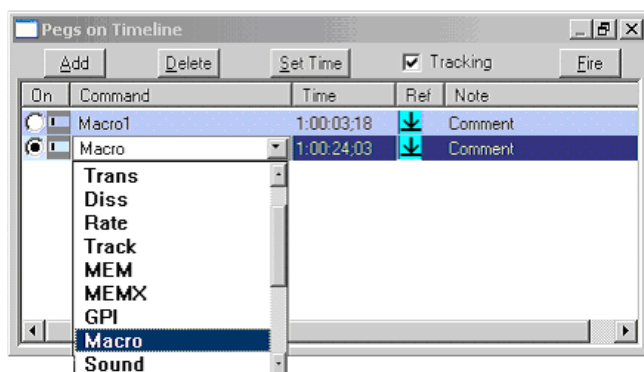 Pegs on Timeline
Add Delete Set Time Tracking Fire
On Command Time Ref Note
Macro1 1:00:03;18 Comment
Macro 1:00:24;03 Comment
Trans
Diss
Rate
Track
MEM
MEMX
GPI
Macro
Sound